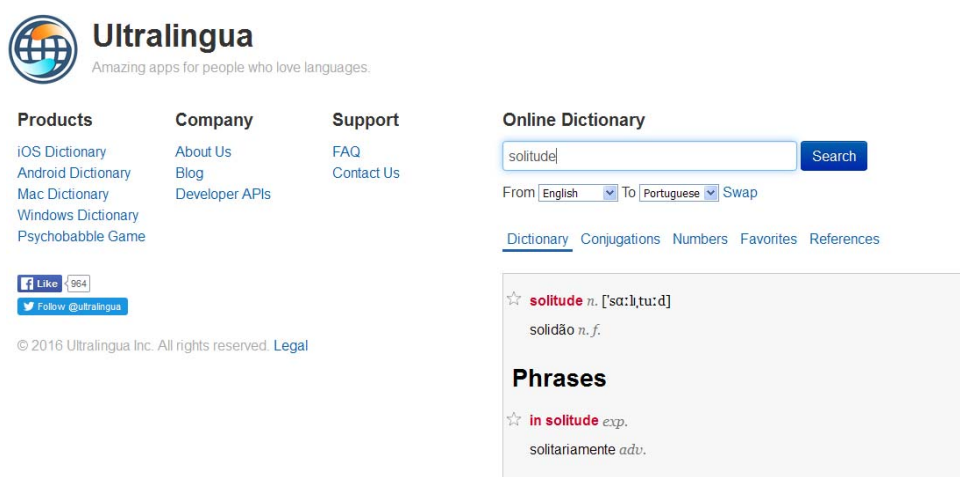 Ultralingua
Amazing apps for people who love languages.
Products
iOS Dictionary
Android Dictionary
Mac Dictionary
Windows Dictionary
Psychobabble Game
Company
About Us
Blog
Developer APIs
Support
FAQ
Contact Us
Like 964
Follow @ultralingua
© 2016 Ultralingua Inc. All rights reserved. Legal
Online Dictionary
solitude Search
From English To Portuguese Swap
Dictionary Conjugations Numbers Favorites References
solitude n. ['sɑːlɪˌtuːd]
solidão n. f.
Phrases
in solitude exp.
solitariamente adv.